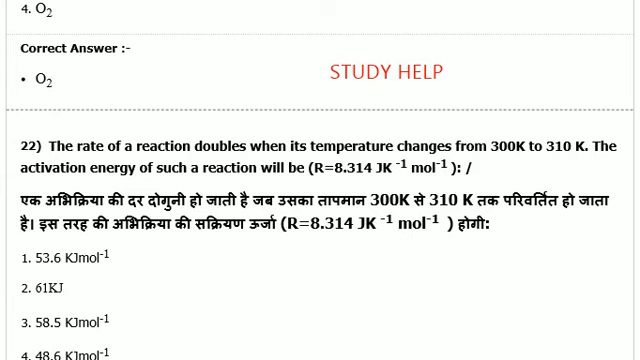 4. O2
Correct Answer :-
• O2
STUDY HELP
22) The rate of a reaction doubles when its temperature changes from 300K to 310 K. The
activation energy of such a reaction will be (R=8.314 JK -1 mol-1 ): /
एक अभिक्रिया की दर दोगुनी हो जाती है जब उसका तापमान 300K से 310 K तक परिवर्तित हो जाता
है। इस तरह की अभिक्रिया की सक्रियण ऊर्जा (R=8.314 JK -1 mol-1 ) होगी:
1. 53.6 KJmol-1
2. 61KJ
3. 58.5 KJmol-1
4. 48.6 KJmol-1